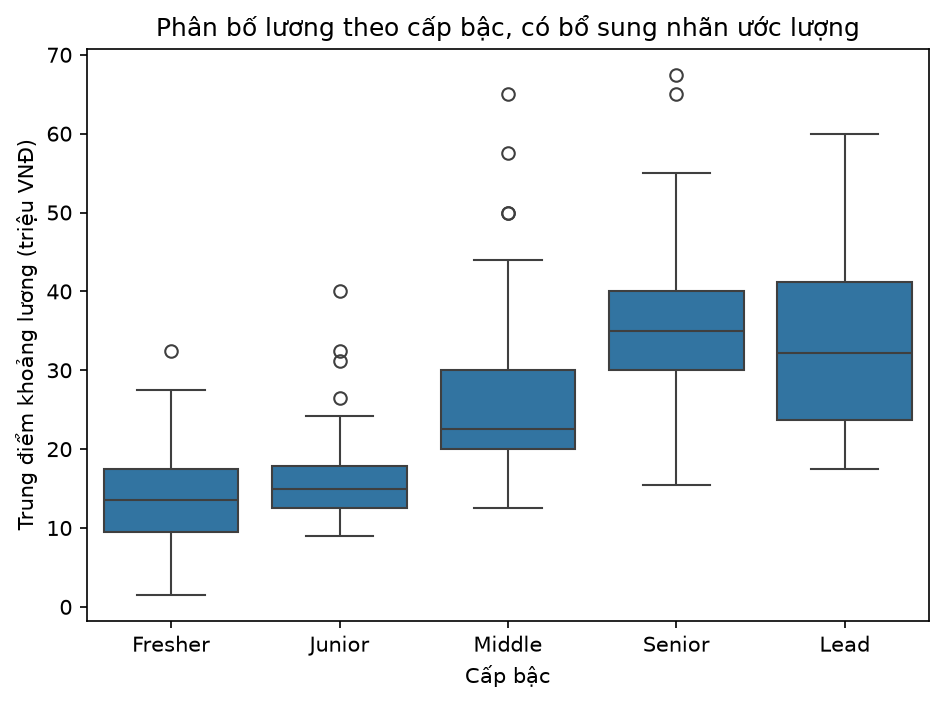 Phân bố lương theo cấp bậc, có bổ sung nhãn ước lượng
Trung điểm khoảng lương (triệu VNĐ)
70
60
50
40
30
20
10
0
Fresher Junior Middle Senior Lead
Cấp bậc